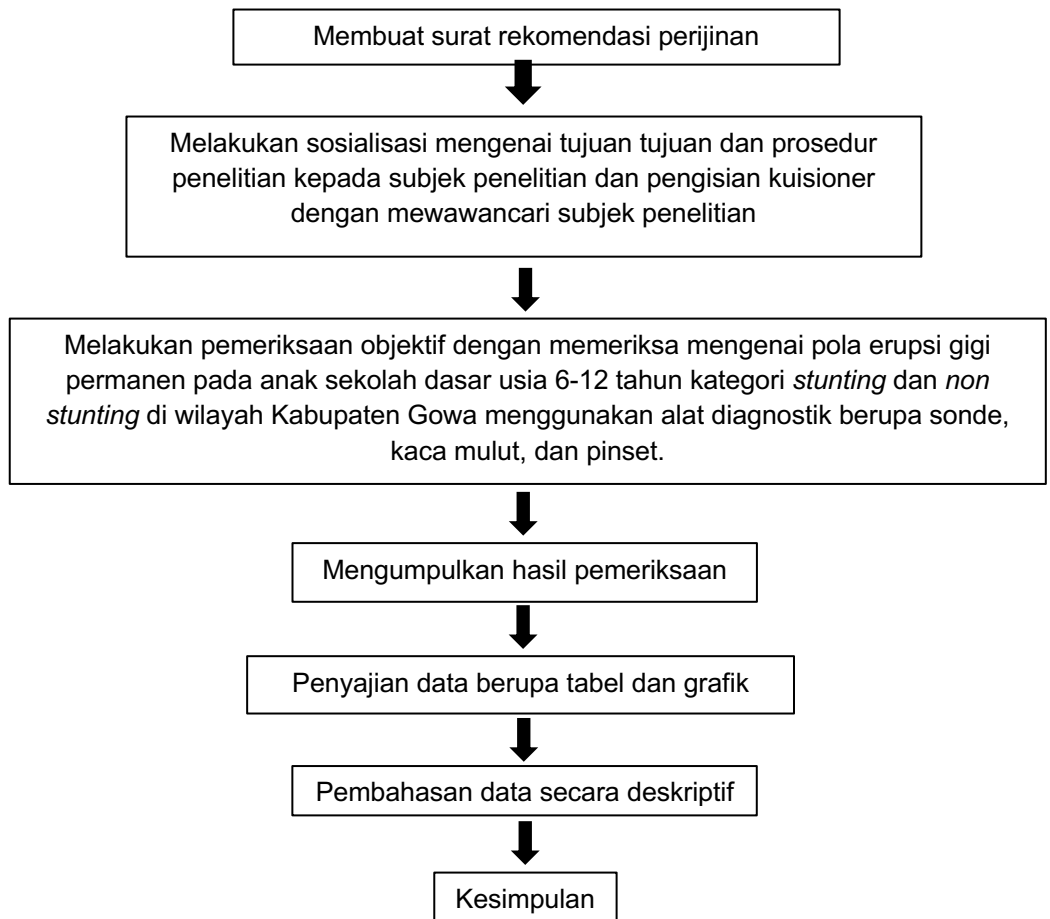 Membuat surat rekomendasi perijinan
Melakukan sosialisasi mengenai tujuan tujuan dan prosedur
penelitian kepada subjek penelitian dan pengisian kuisioner
dengan mewawancari subjek penelitian
Melakukan pemeriksaan objektif dengan memeriksa mengenai pola erupsi gigi
permanen pada anak sekolah dasar usia 6-12 tahun kategori stunting dan non
stunting di wilayah Kabupaten Gowa menggunakan alat diagnostik berupa sonde,
kaca mulut, dan pinset.
Mengumpulkan hasil pemeriksaan
Penyajian data berupa tabel dan grafik
Pembahasan data secara deskriptif
Kesimpulan